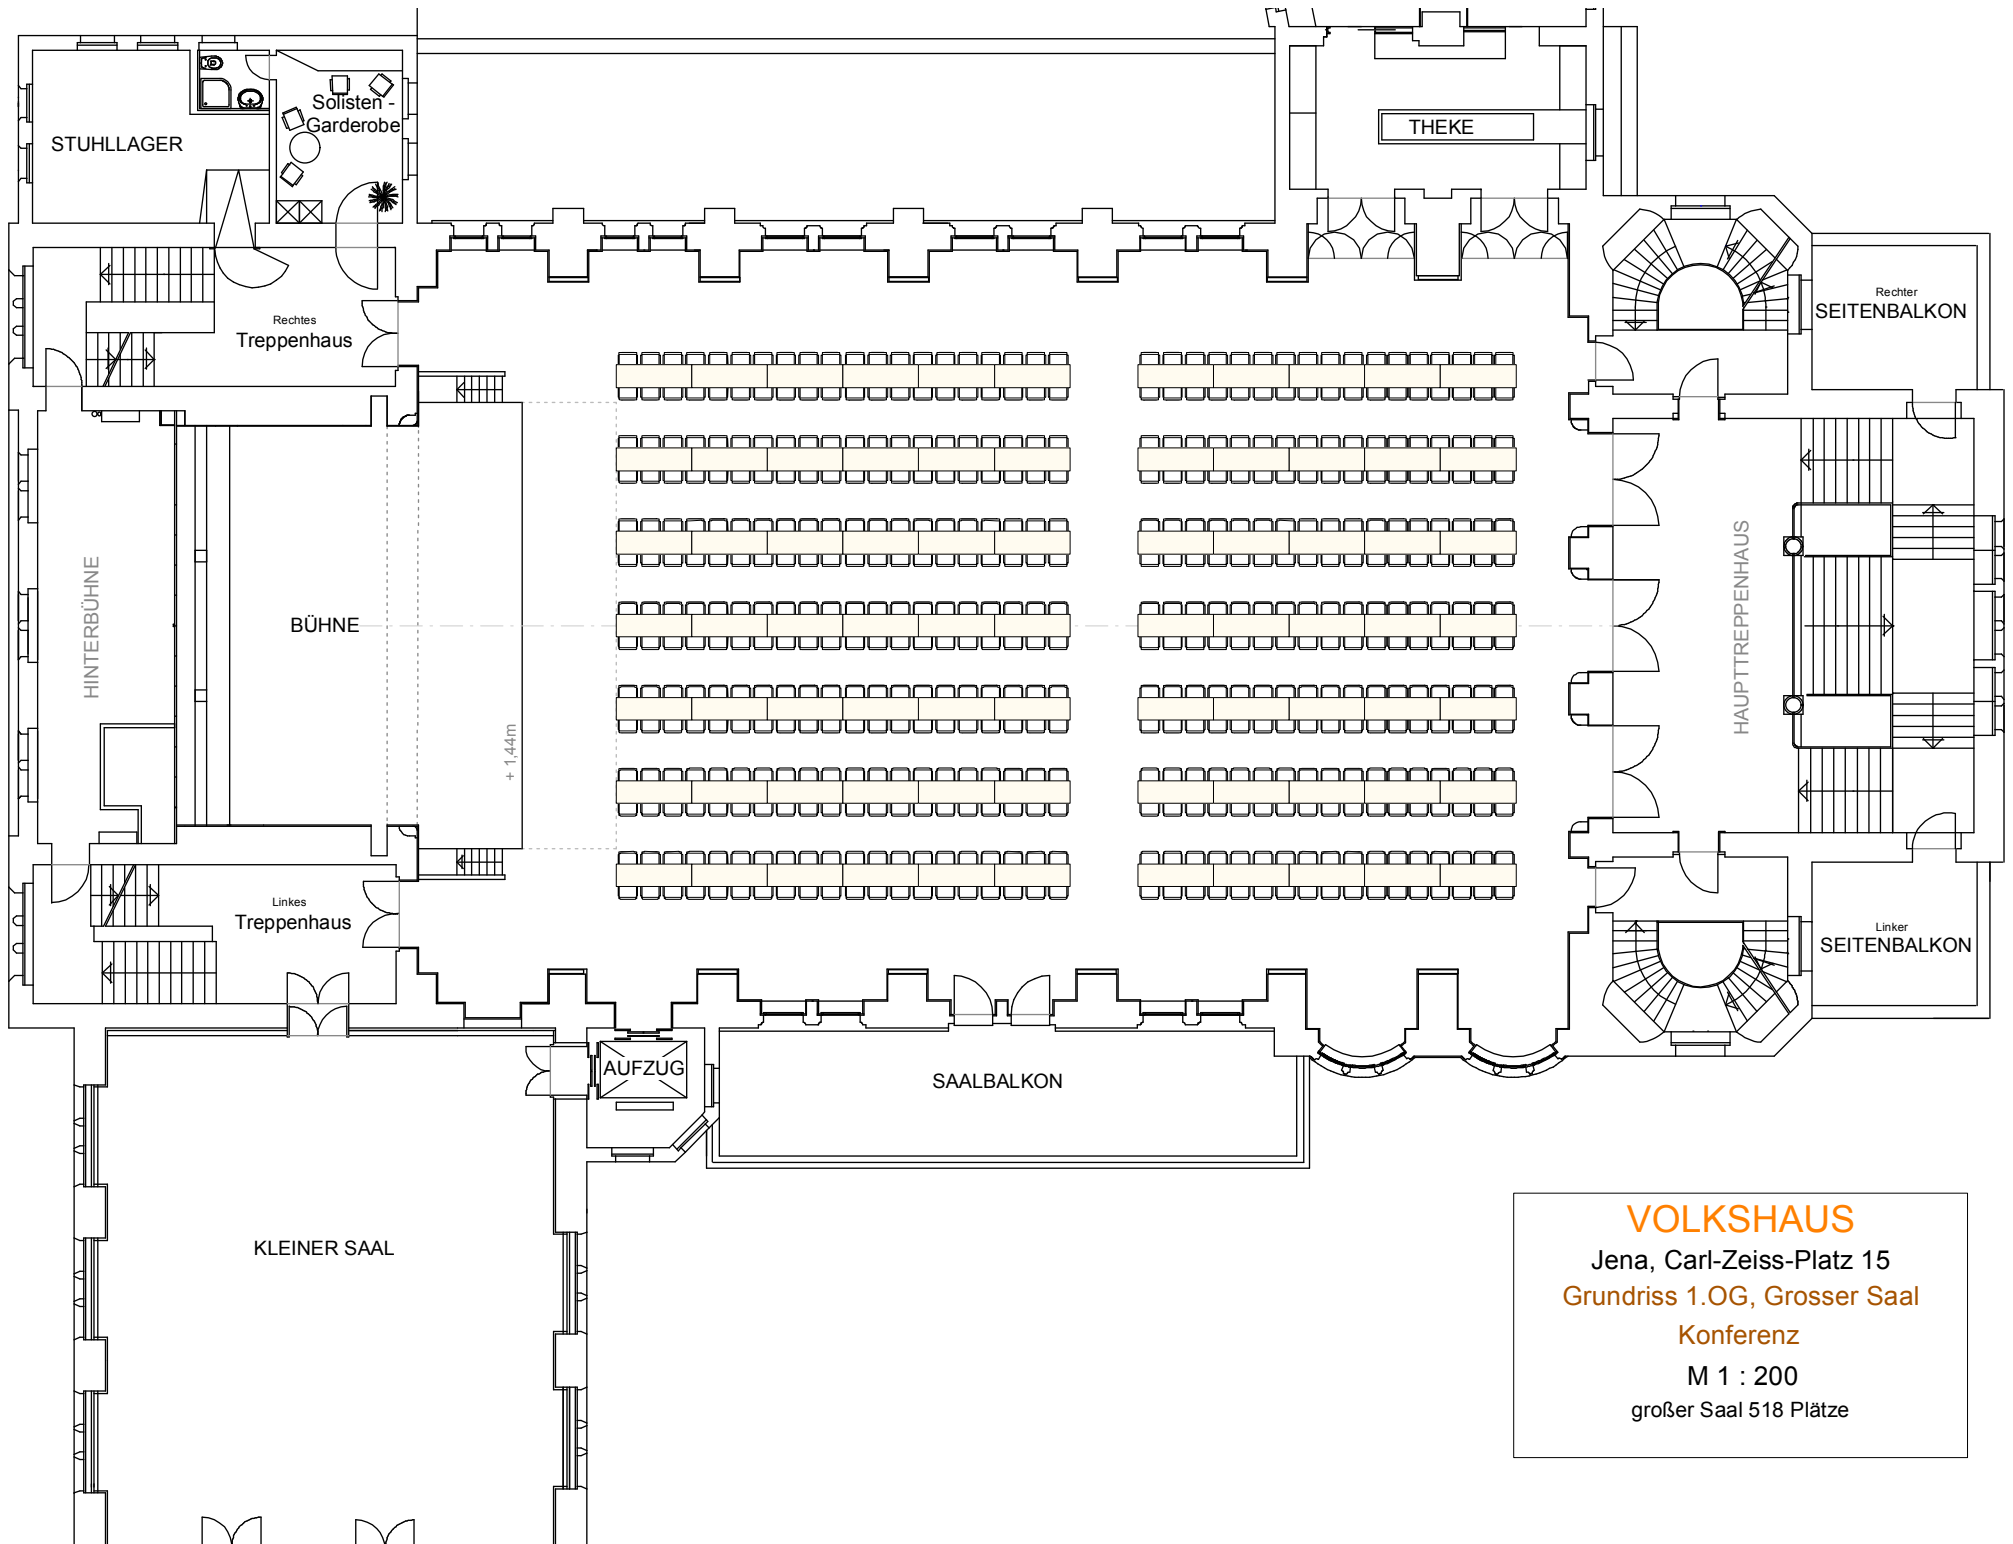 Solisten -
Garderobe
STUHLLAGER
THEKE
Rechter
SEITENBALKON
Rechtes
Treppenhaus
HINTERBÜHNE
BÜHNE
+ 1,44m
HAUPTTREPPENHAUS
Linkes
Treppenhaus
Linker
SEITENBALKON
AUFZUG
SAALBALKON
KLEINER SAAL
VOLKSHAUS
Jena, Carl-Zeiss-Platz 15
Grundriss 1.OG, Grosser Saal
Konferenz
M 1 : 200
großer Saal 518 Plätze